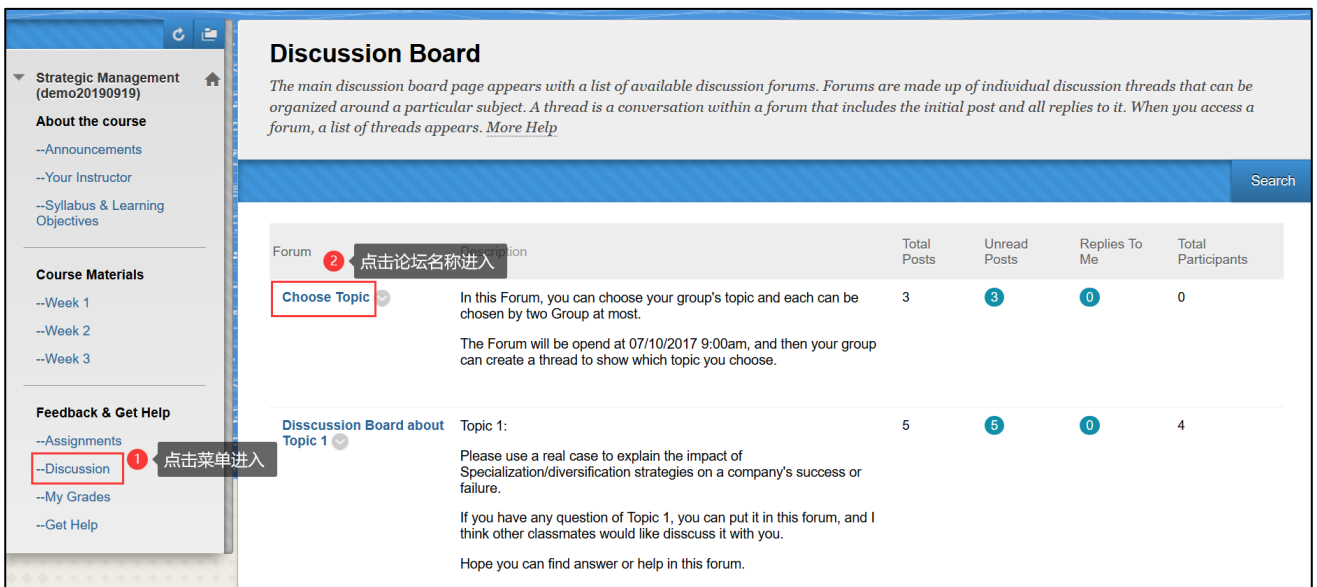 Strategic Management
(demo20190919)
About the course
--Announcements
--Your Instructor
--Syllabus & Learning
Objectives
Course Materials
--Week 1
--Week 2
--Week 3
Feedback & Get Help
--Assignments
--Discussion
1 点击菜单进入
--My Grades
--Get Help
Discussion Board
The main discussion board page appears with a list of available discussion forums. Forums are made up of individual discussion threads that can be
organized around a particular subject. A thread is a conversation within a forum that includes the initial post and all replies to it. When you access a
forum, a list of threads appears. More Help
Search
Forum
2 点击论坛名称进入
Description
Total
Posts
Unread
Posts
Replies To
Me
Total
Participants
Choose Topic
In this Forum, you can choose your group's topic and each can be
chosen by two Group at most.
The Forum will be opend at 07/10/2017 9:00am, and then your group
can create a thread to show which topic you choose.
3
3
0
0
Disscussion Board about
Topic 1
Topic 1:
Please use a real case to explain the impact of
Specialization/diversification strategies on a company's success or
failure.
If you have any question of Topic 1, you can put it in this forum, and I
think other classmates would like disscuss it with you.
Hope you can find answer or help in this forum.
5
5
0
4